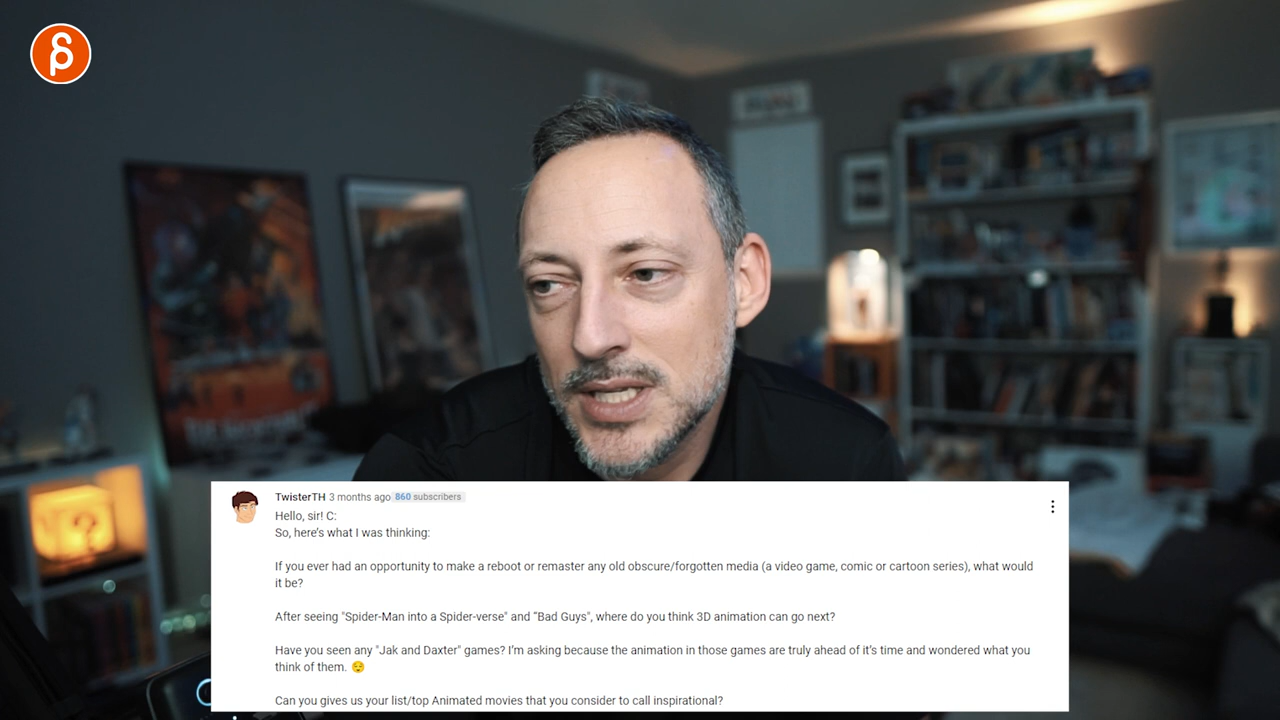 TwisterTH 3 months ago 860 subscribers
Hello, sir! C:
So, here's what I was thinking:
If you ever had an opportunity to make a reboot or remaster any old obscure/forgotten media (a video game, comic or cartoon series), what would
it be?
After seeing "Spider-Man into a Spider-verse" and "Bad Guys", where do you think 3D animation can go next?
Have you seen any "Jak and Daxter" games? I'm asking because the animation in those games are truly ahead of it's time and wondered what you
think of them. 😌
Can you gives us your list/top Animated movies that you consider to call inspirational?